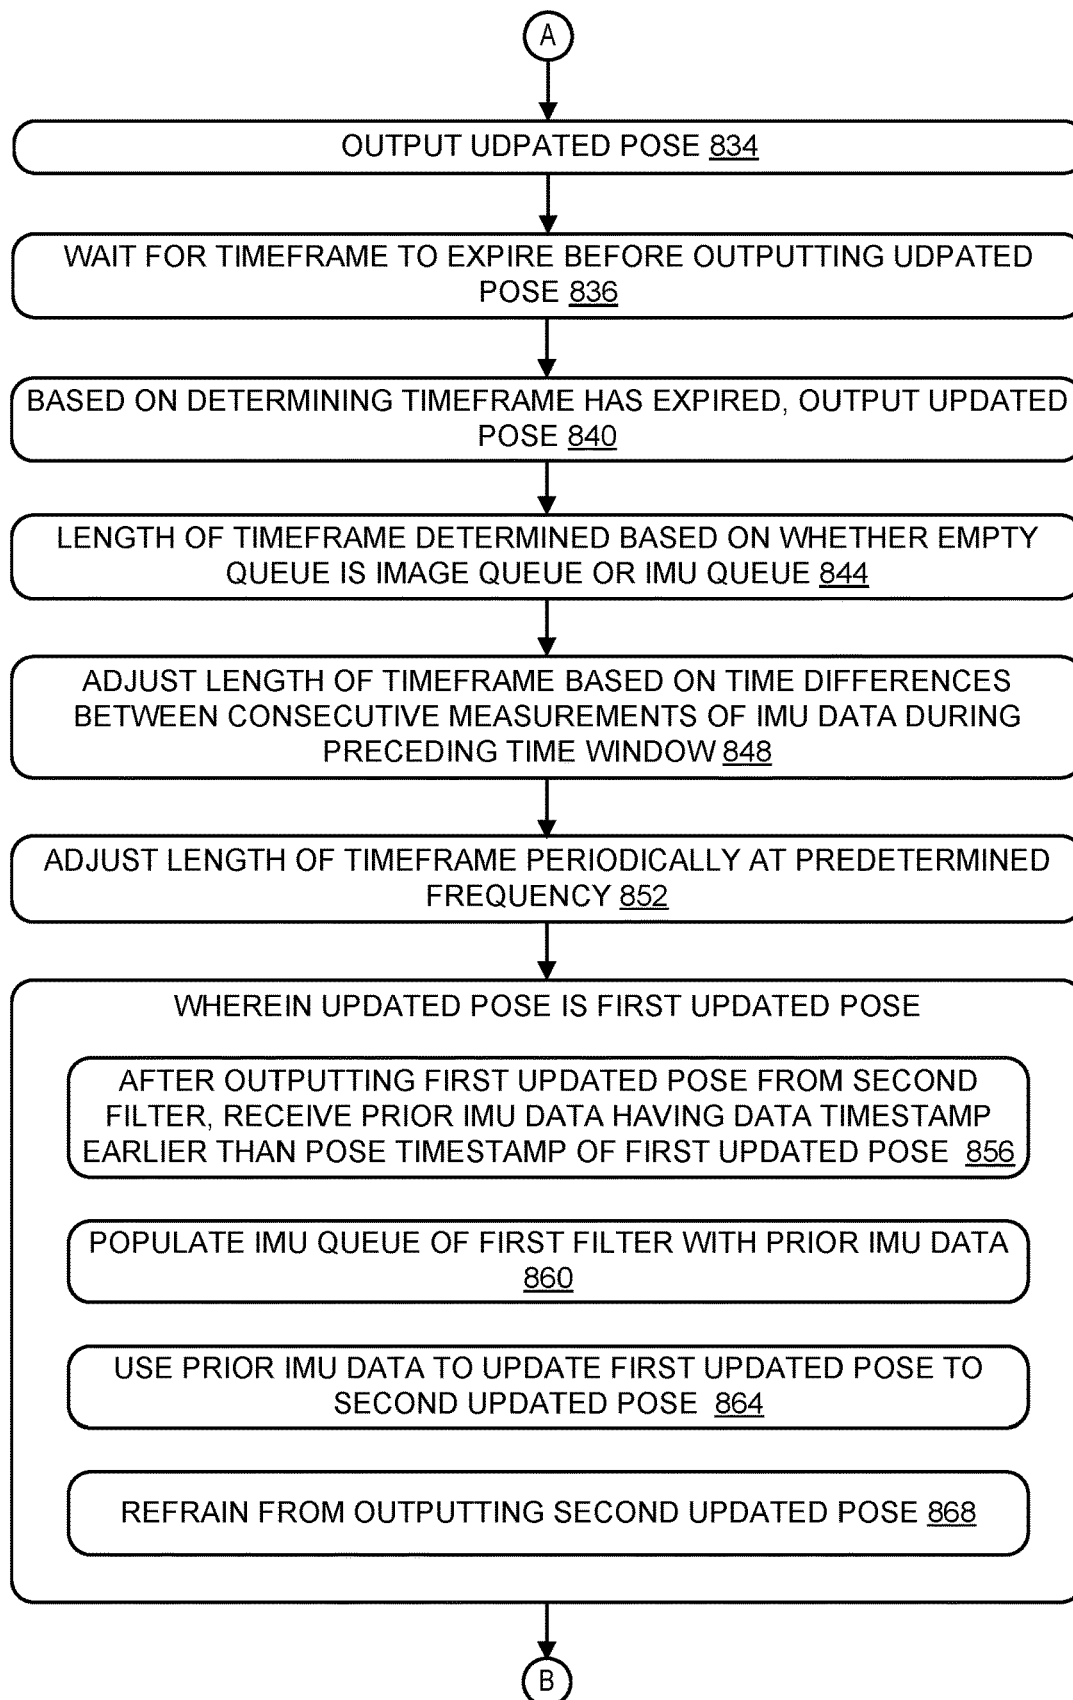 A
OUTPUT UDPATED POSE 834
WAIT FOR TIMEFRAME TO EXPIRE BEFORE OUTPUTTING UDPATED
POSE 836
BASED ON DETERMINING TIMEFRAME HAS EXPIRED, OUTPUT UPDATED
POSE 840
LENGTH OF TIMEFRAME DETERMINED BASED ON WHETHER EMPTY
QUEUE IS IMAGE QUEUE OR IMU QUEUE 844
ADJUST LENGTH OF TIMEFRAME BASED ON TIME DIFFERENCES
BETWEEN CONSECUTIVE MEASUREMENTS OF IMU DATA DURING
PRECEDING TIME WINDOW 848
ADJUST LENGTH OF TIMEFRAME PERIODICALLY AT PREDETERMINED
FREQUENCY 852
WHEREIN UPDATED POSE IS FIRST UPDATED POSE
AFTER OUTPUTTING FIRST UPDATED POSE FROM SECOND
FILTER, RECEIVE PRIOR IMU DATA HAVING DATA TIMESTAMP
EARLIER THAN POSE TIMESTAMP OF FIRST UPDATED POSE 856
POPULATE IMU QUEUE OF FIRST FILTER WITH PRIOR IMU DATA
860
USE PRIOR IMU DATA TO UPDATE FIRST UPDATED POSE TO
SECOND UPDATED POSE 864
REFRAIN FROM OUTPUTTING SECOND UPDATED POSE 868
B